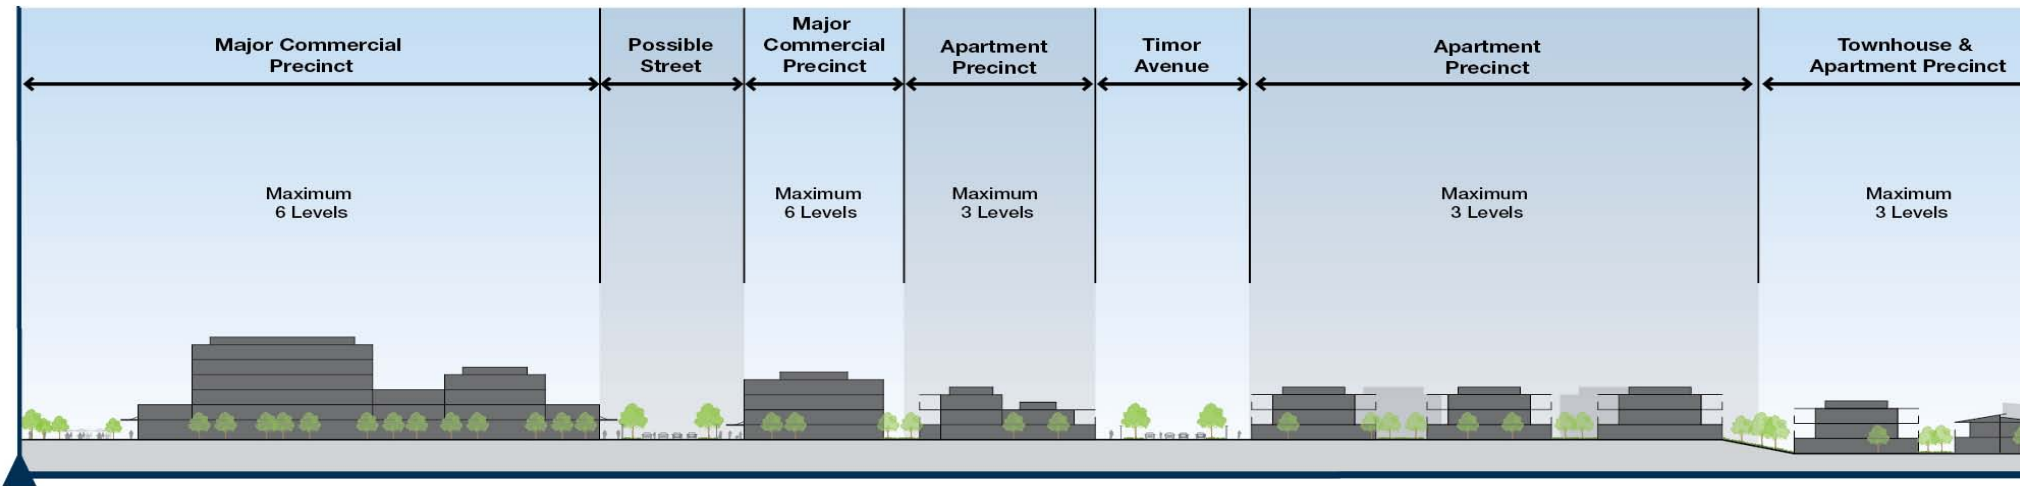 Major Commercial
Precinct
Possible
Street
Major
Commercial
Precinct
Apartment
Precinct
Timor
Avenue
Apartment
Precinct
Townhouse &
Apartment Precinct
Maximum
6 Levels
Maximum
6 Levels
Maximum
3 Levels
Maximum
3 Levels
Maximum
3 Levels